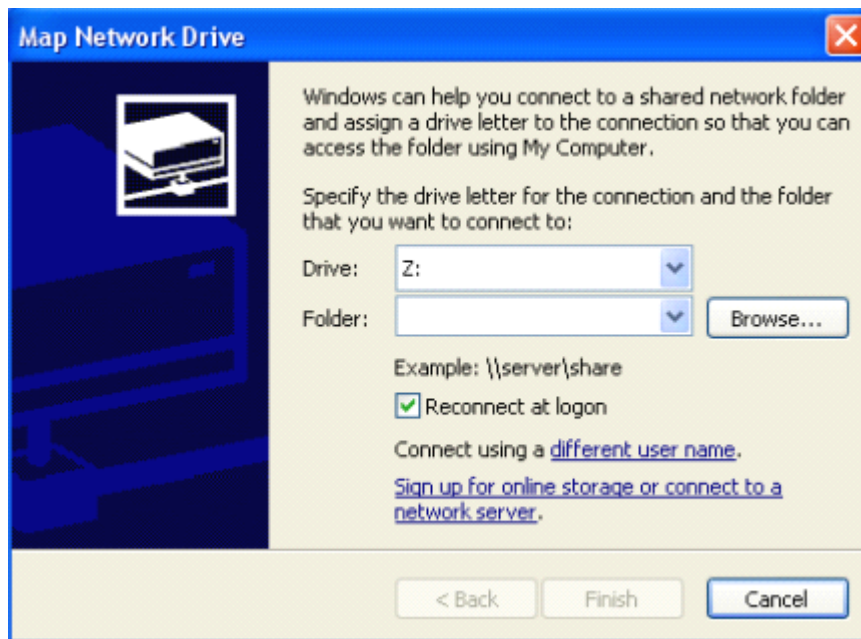 Map Network Drive
Windows can help you connect to a shared network folder
and assign a drive letter to the connection so that you can
access the folder using My Computer.
Specify the drive letter for the connection and the folder
that you want to connect to:
Drive: Z:
Folder: Browse...
Example: \\server\share
Reconnect at logon
Connect using a different user name.
Sign up for online storage or connect to a
network server.
< Back Finish Cancel